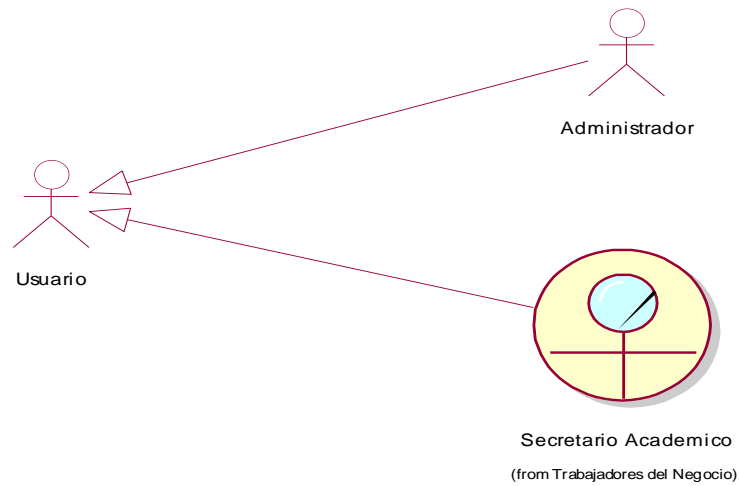 Administrador
Usuario
Secretario Academico
(from Trabajadores del Negocio)